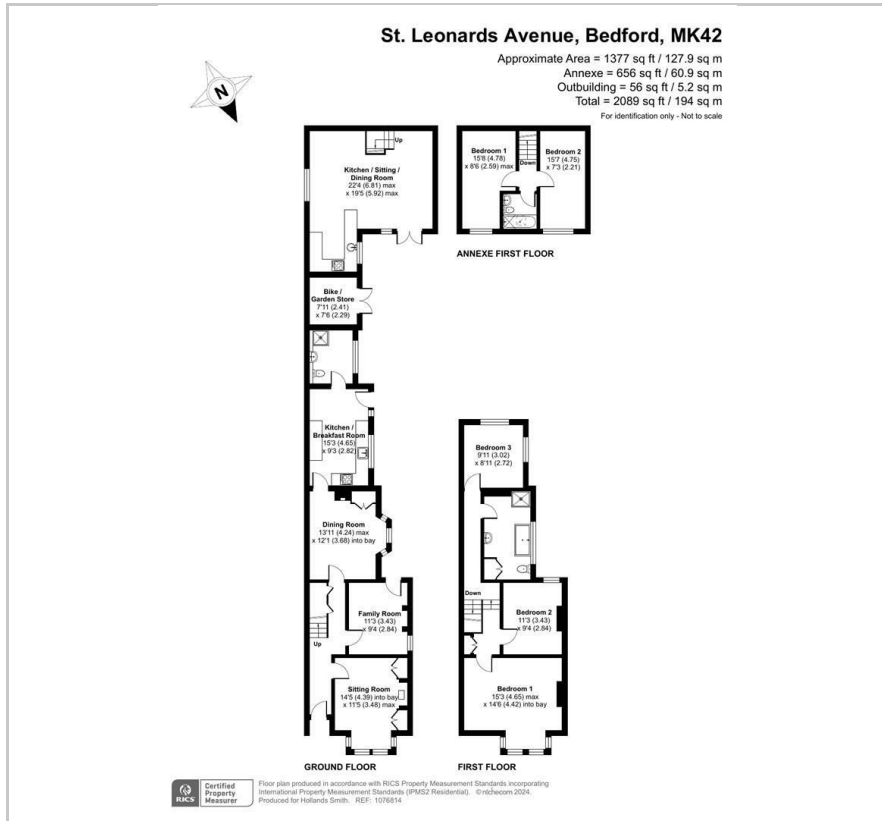 St. Leonards Avenue, Bedford, MK42
Approximate Area = 1377 sq ft / 127.9 sq m
Annexe = 656 sq ft / 60.9 sq m
Outbuilding = 56 sq ft / 5.2 sq m
Total = 2089 sq ft / 194 sq m
For identification only - Not to scale
N
Up
Kitchen / Sitting /
Dining Room
22'4 (6.81) max
x 19'5 (5.92) max
Bedroom 1
15'8 (4.78)
x 8'6 (2.59) max
Down
Bedroom 2
15'7 (4.75)
x 7'3 (2.21)
ANNEXE FIRST FLOOR
Bike /
Garden Store
7'11 (2.41)
x 7'6 (2.29)
Kitchen /
Breakfast Room
15'3 (4.65)
x 9'3 (2.82)
Dining Room
13'11 (4.24) max
x 12'1 (3.68) into bay
Family Room
11'3 (3.43)
x 9'4 (2.84)
Up
Sitting Room
14'5 (4.39) into bay
x 11'5 (3.48) max
GROUND FLOOR
Bedroom 3
9'11 (3.02)
x 8'11 (2.72)
Down
Bedroom 2
11'3 (3.43)
x 9'4 (2.84)
Bedroom 1
15'3 (4.65) max
x 14'6 (4.42) into bay
FIRST FLOOR
RICS
Certified
Property
Measurer
Floor plan produced in accordance with RICS Property Measurement Standards incorporating
International Property Measurement Standards (IPMS2 Residential). © nichecom 2024.
Produced for Hollands Smith. REF: 1076814